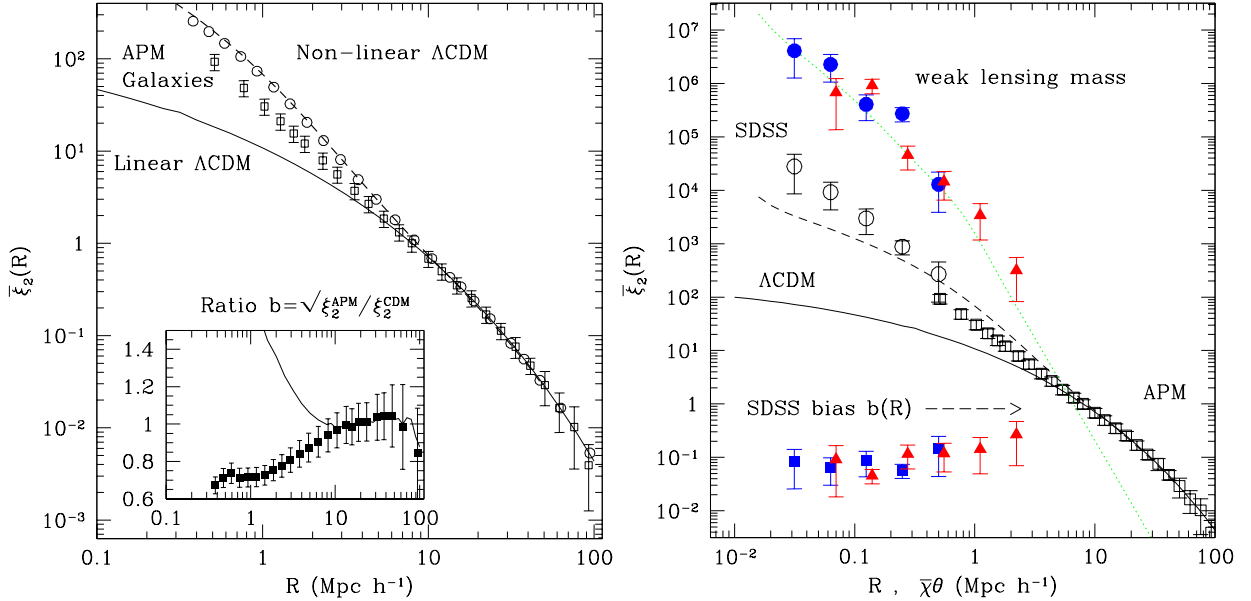 10²
10
1
10⁻¹
10⁻²
10⁻³
ξ̅₂(R)
APM
Galaxies
Non−linear ΛCDM
Linear ΛCDM
Ratio b=√ξ₂ᴬᴾᴹ/ξ₂ᶜᴰᴹ
1.4
1.2
1
0.8
0.6
0.1 1 10 100
0.1 1 10 100
R (Mpc h⁻¹)
10⁷
10⁶
10⁵
10⁴
10³
10²
10
1
10⁻¹
10⁻²
ξ̅₂(R)
weak lensing mass
SDSS
ΛCDM
APM
SDSS bias b(R)
10⁻² 0.1 1 10 100
R , χ̅θ (Mpc h⁻¹)